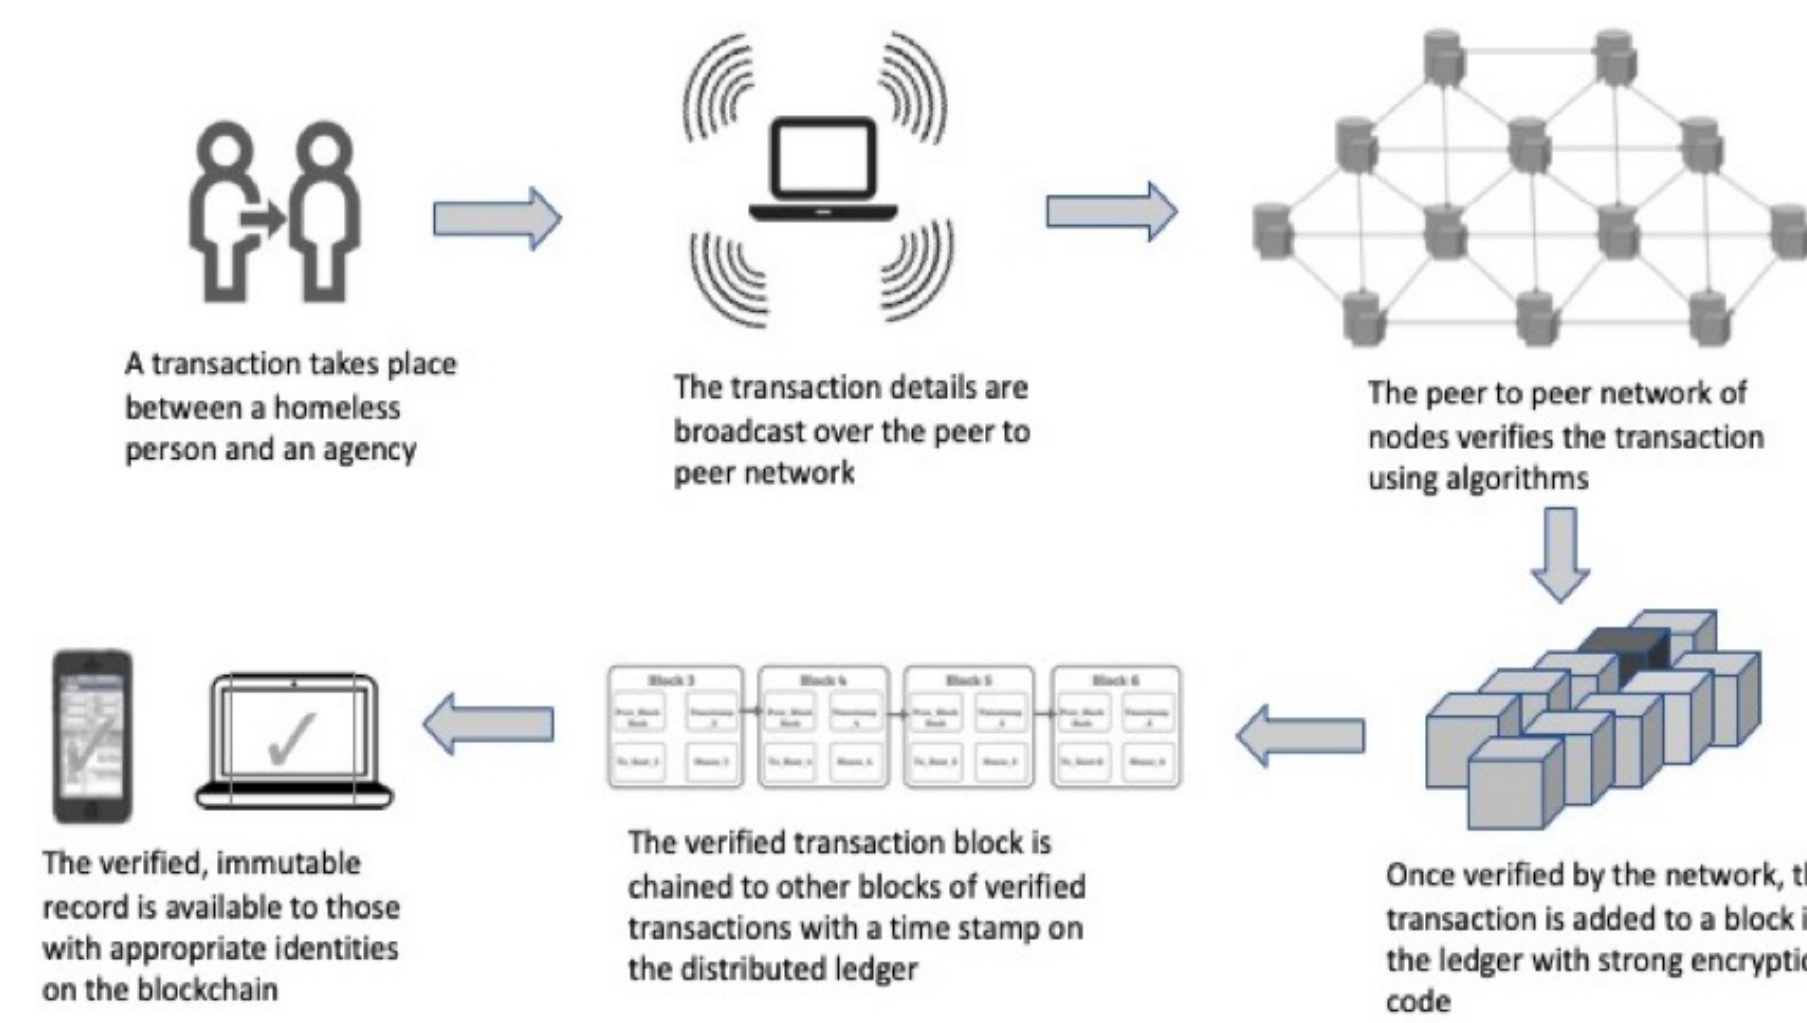 A transaction takes place
between a homeless
person and an agency
The transaction details are
broadcast over the peer to
peer network
The peer to peer network of
nodes verifies the transaction
using algorithms
Once verified by the network,
transaction is added to a block
the ledger with strong
code
Block 3
Block 4
Block 5
Block 6
The verified transaction block is
chained to other blocks of verified
transactions with a time stamp on
the distributed ledger
The verified, immutable
record is available to those
with appropriate identities
on the blockchain